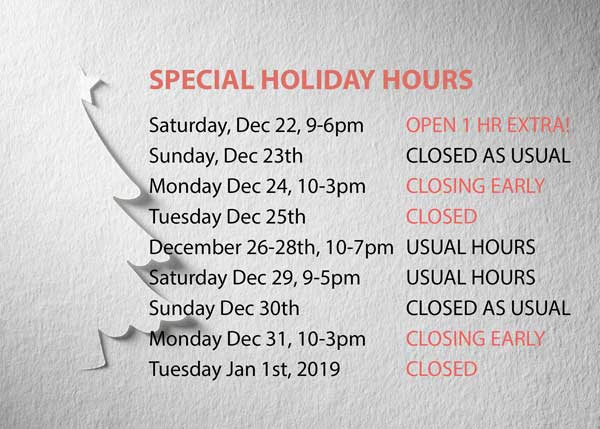 SPECIAL HOLIDAY HOURS
Saturday, Dec 22, 9-6pm OPEN 1 HR EXTRA!
Sunday, Dec 23th CLOSED AS USUAL
Monday Dec 24, 10-3pm CLOSING EARLY
Tuesday Dec 25th CLOSED
December 26-28th, 10-7pm USUAL HOURS
Saturday Dec 29, 9-5pm USUAL HOURS
Sunday Dec 30th CLOSED AS USUAL
Monday Dec 31, 10-3pm CLOSING EARLY
Tuesday Jan 1st, 2019 CLOSED